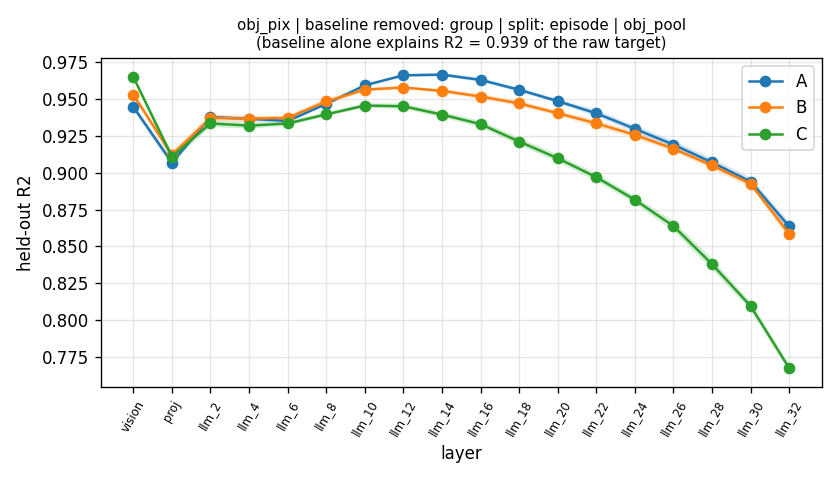 obj_pix | baseline removed: group | split: episode | obj_pool
(baseline alone explains R2 = 0.939 of the raw target)
0.975
0.950
0.925
0.900
0.875
0.850
0.825
0.800
0.775
held-out R2
A
B
C
vision
proj
llm_2
llm_4
llm_6
llm_8
llm_10
llm_12
llm_14
llm_16
llm_18
llm_20
llm_22
llm_24
llm_26
llm_28
llm_30
llm_32
layer